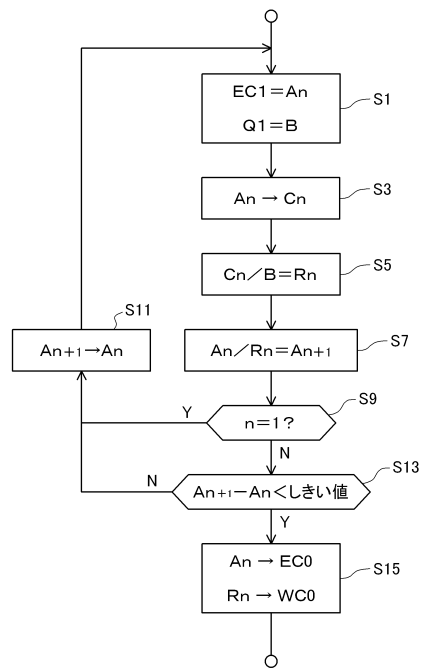 EC1=An
Q1=B
S1
An → Cn
S3
Cn/B=Rn
S5
S11
An+1→An
An/Rn=An+1
S7
S9
Y
n=1?
N
S13
N
An+1-An<しきい値
Y
An → EC0
Rn → WC0
S15